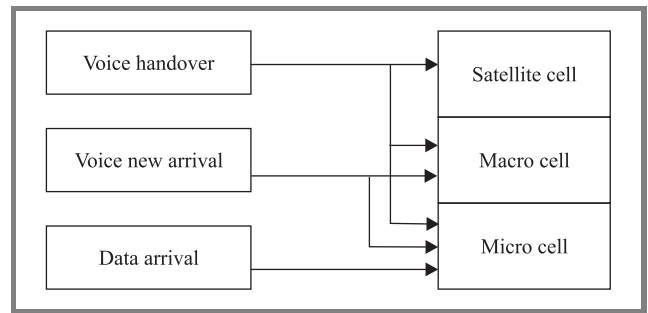 Voice handover
Voice new arrival
Data arrival
Satellite cell
Macro cell
Micro cell